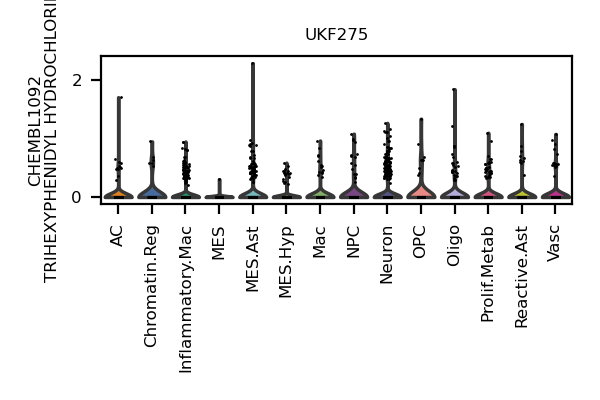 UKF275
CHEMBL1092
TRIHEXYPHENIDYL
2
0
AC
Chromatin.Reg
Inflammatory.Mac
MES
MES.Ast
MES.Hyp
Mac
NPC
Neuron
OPC
Oligo
Prolif.Metab
Reactive.Ast
Vasc